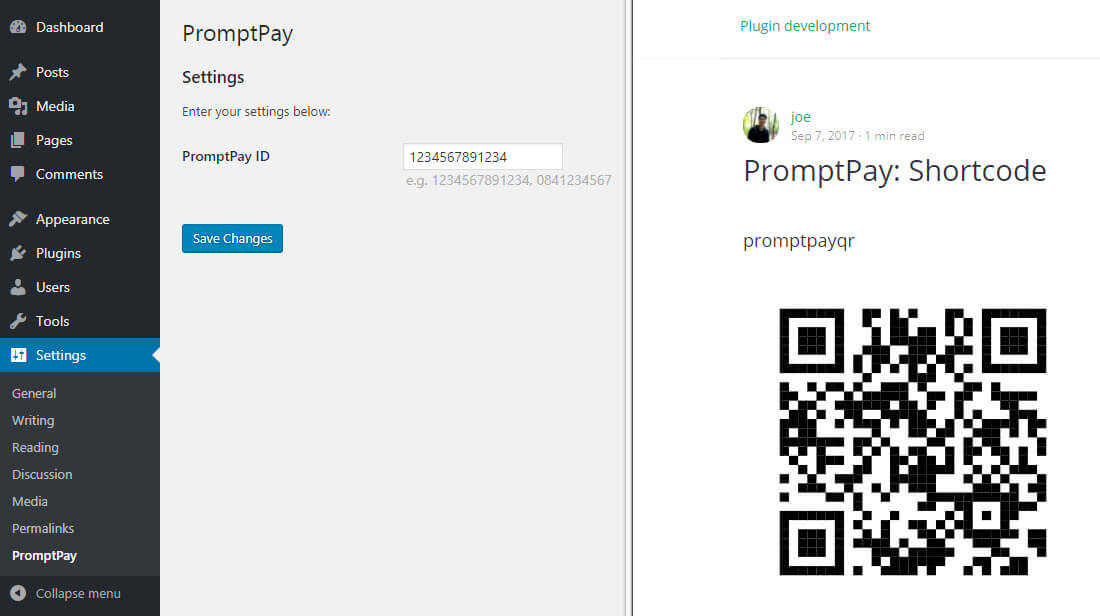 Dashboard
Posts
Media
Pages
Comments
Appearance
Plugins
Users
Tools
Settings
General
Writing
Reading
Discussion
Media
Permalinks
PromptPay
Collapse menu
PromptPay
Settings
Enter your settings below:
PromptPay ID
1234567891234
e.g. 1234567891234, 0841234567
Save Changes
Plugin development
joe
Sep 7, 2017 · 1 min read
PromptPay: Shortcode
promptpayqr